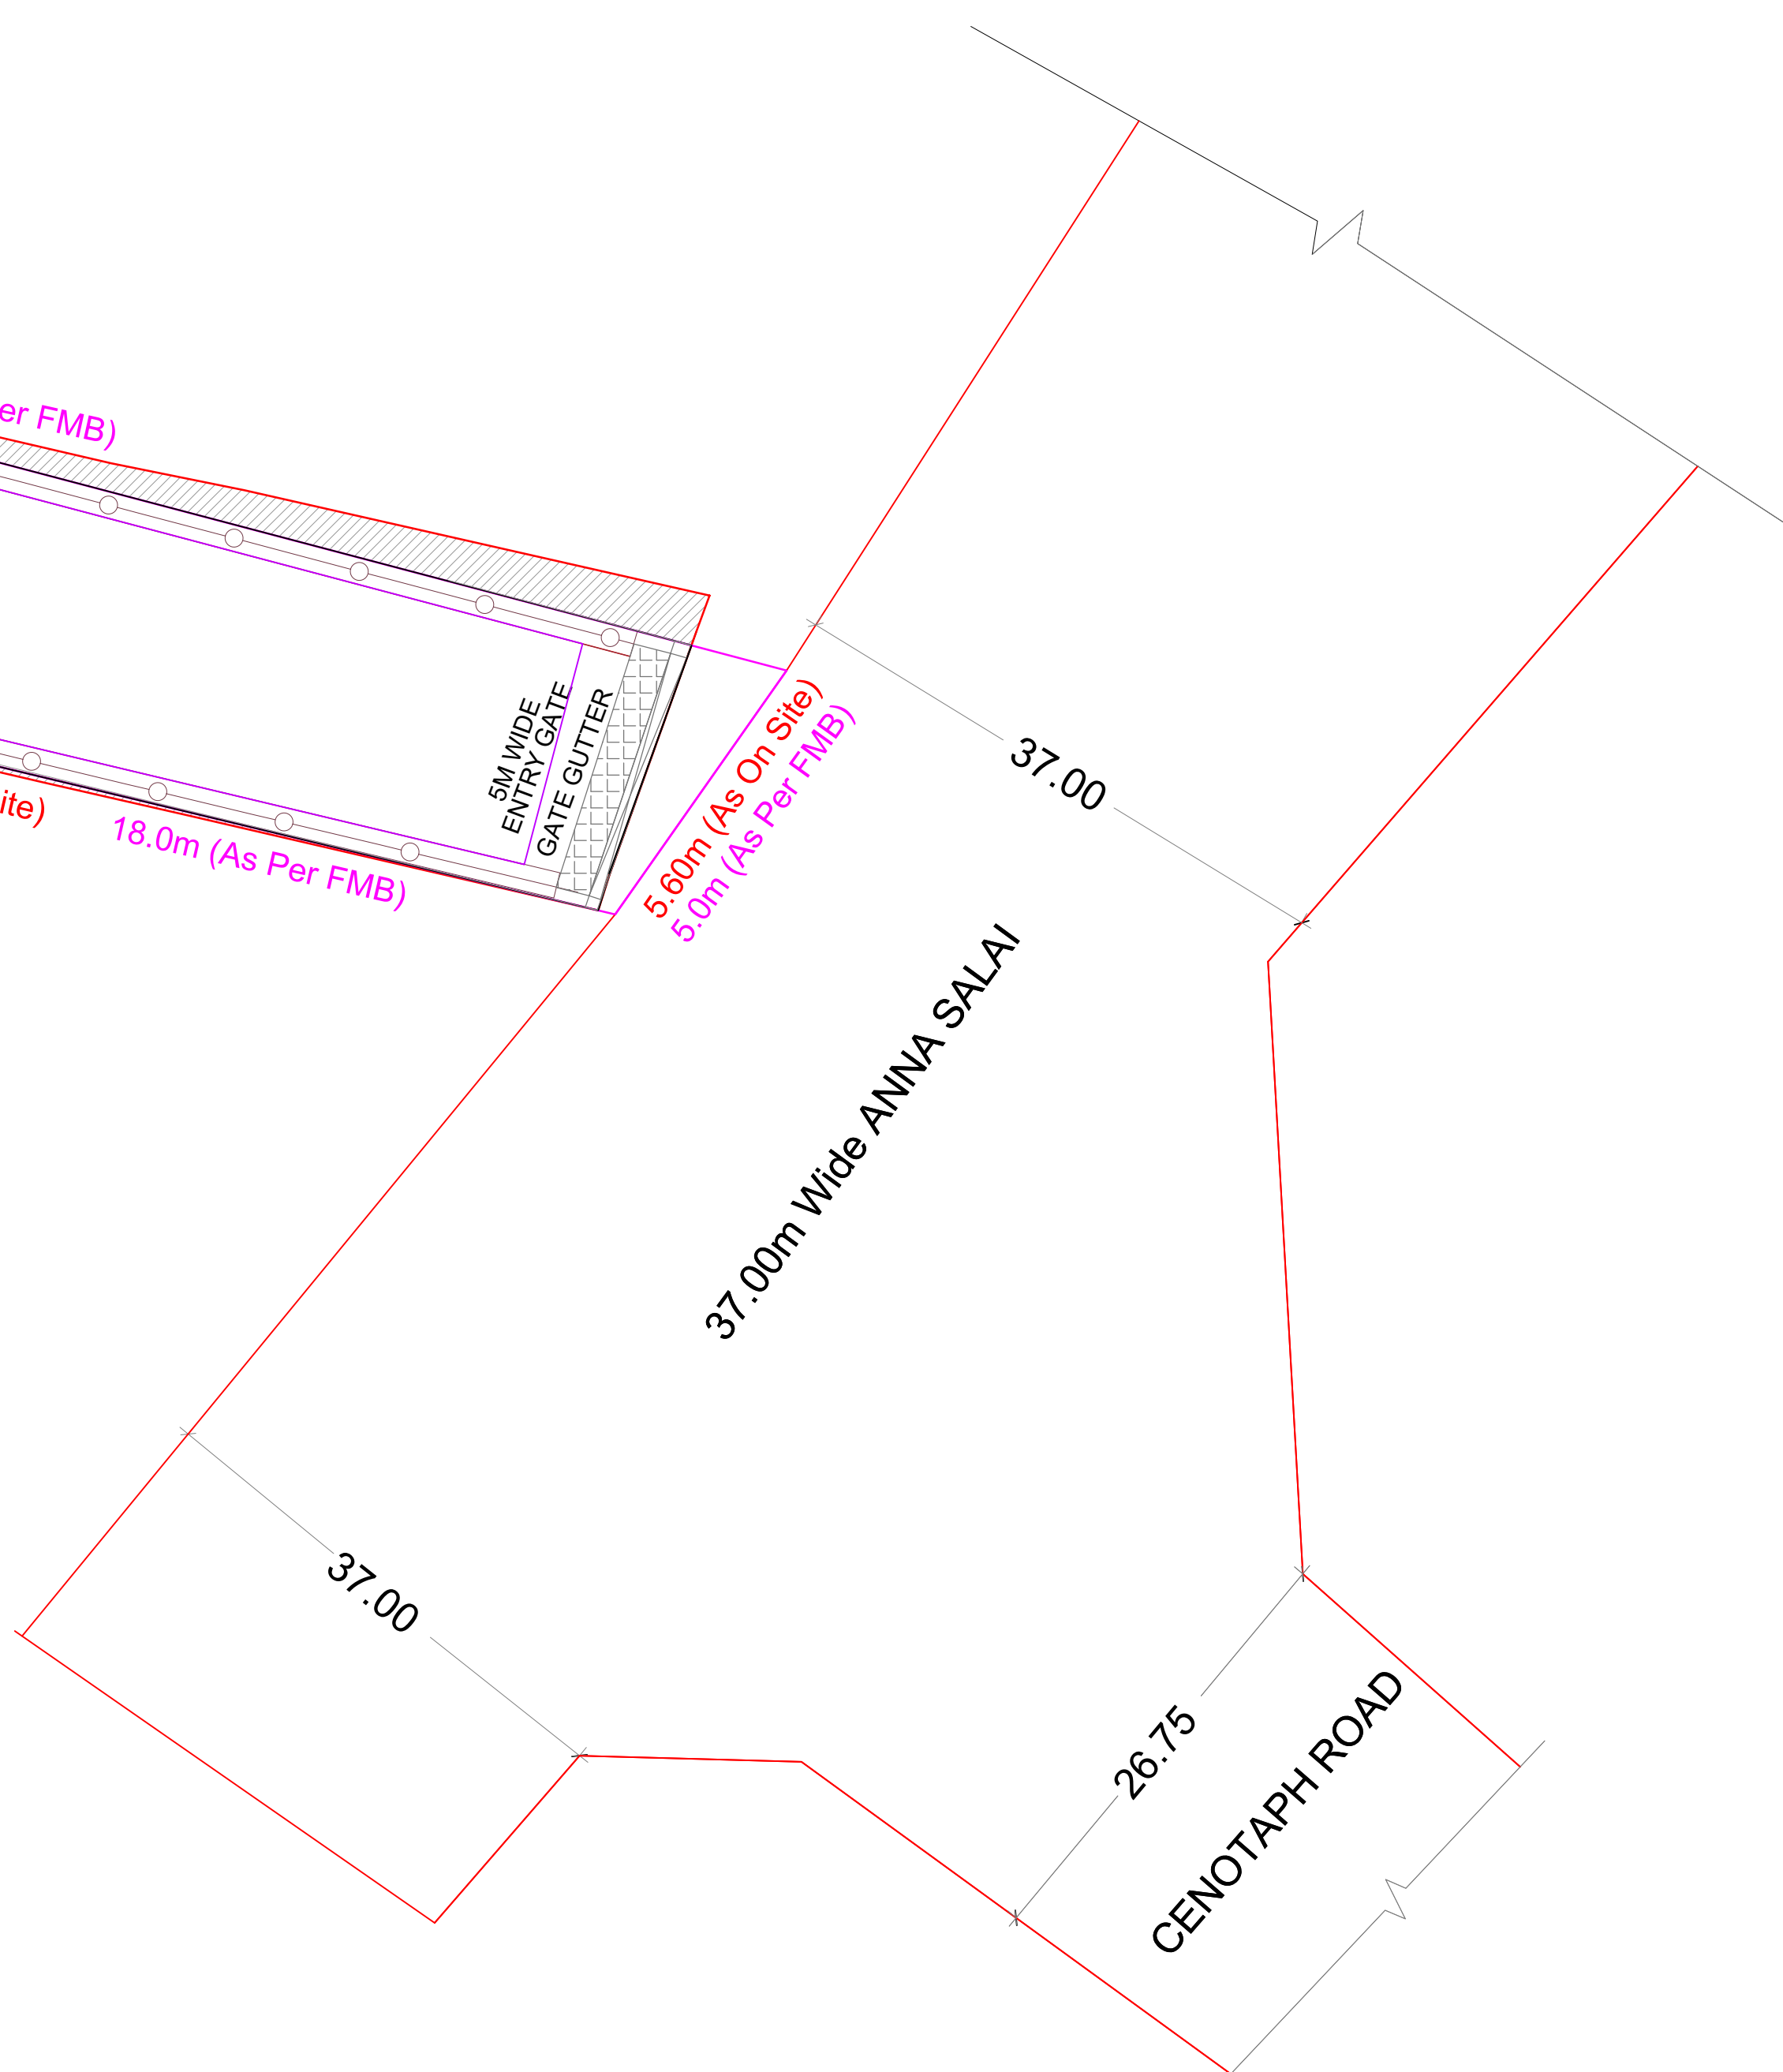 er FMB)
5M WIDE
ENTRY GATE
GATE GUTTER
5.60m (As On Site)
5.0m (As Per FMB)
37.00
ite)
18.0m (As Per FMB)
37.00m Wide ANNA SALAI
37.00
26.75
CENOTAPH ROAD